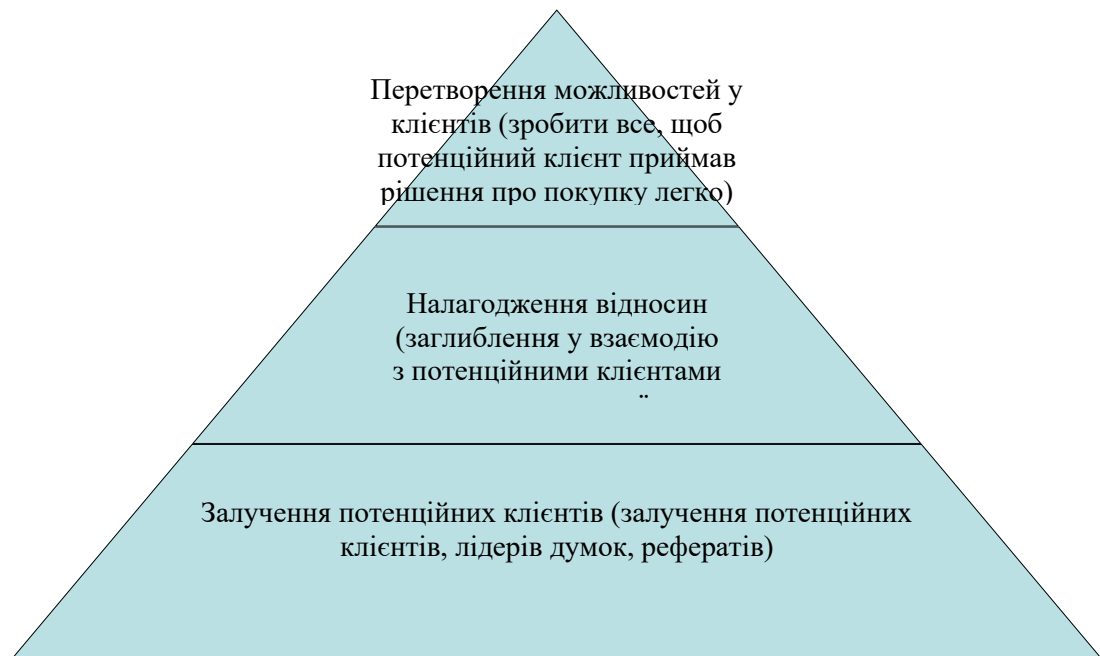 Перетворення можливостей у
клієнтів (зробити все, щоб
потенційний клієнт приймав
рішення про покупку легко)
Налагодження відносин
(заглиблення у взаємодію
з потенційними клієнтами
Залучення потенційних клієнтів (залучення потенційних
клієнтів, лідерів думок, рефератів)